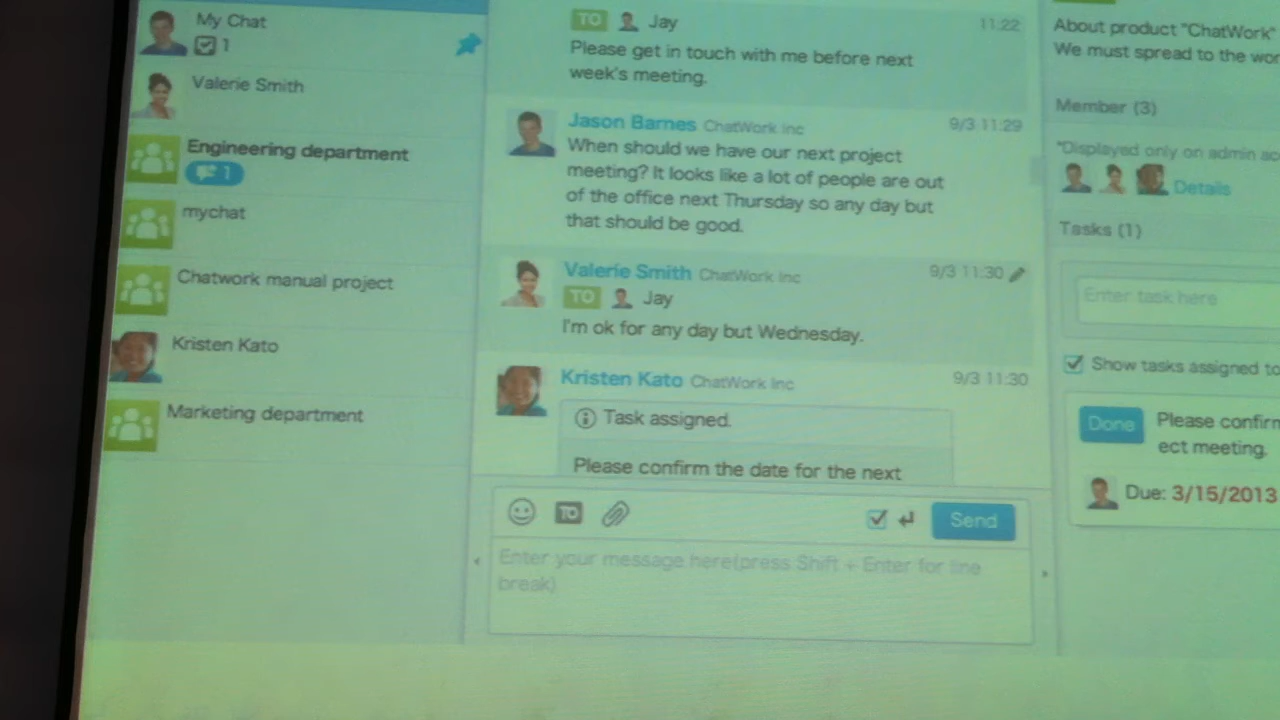 My Chat
1
Valerie Smith
Engineering department
1
mychat
Chatwork manual project
Kristen Kato
Marketing department
TO Jay 11:22
Please get in touch with me before next
week's meeting.
Jason Barnes ChatWork Inc 9/3 11:29
When should we have our next project
meeting? It looks like a lot of people are out
of the office next Thursday so any day but
that should be good.
Valerie Smith ChatWork Inc 9/3 11:30
TO Jay
I'm ok for any day but Wednesday.
Kristen Kato ChatWork Inc 9/3 11:30
Task assigned.
Please confirm the date for the next
TO Send
Enter your message here(press Shift + Enter for line
break)
About product "ChatWork"
We must spread to the wor
Member (3)
*Displayed only on admin ac
Details
Tasks (1)
Enter task here
Show tasks assigned to
Done Please confirm
ect meeting.
Due: 3/15/2013